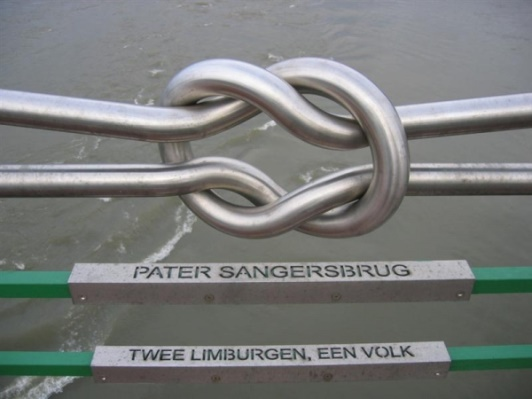 PATER SANGERSBRUG
TWEE LIMBURGEN, EEN VOLK